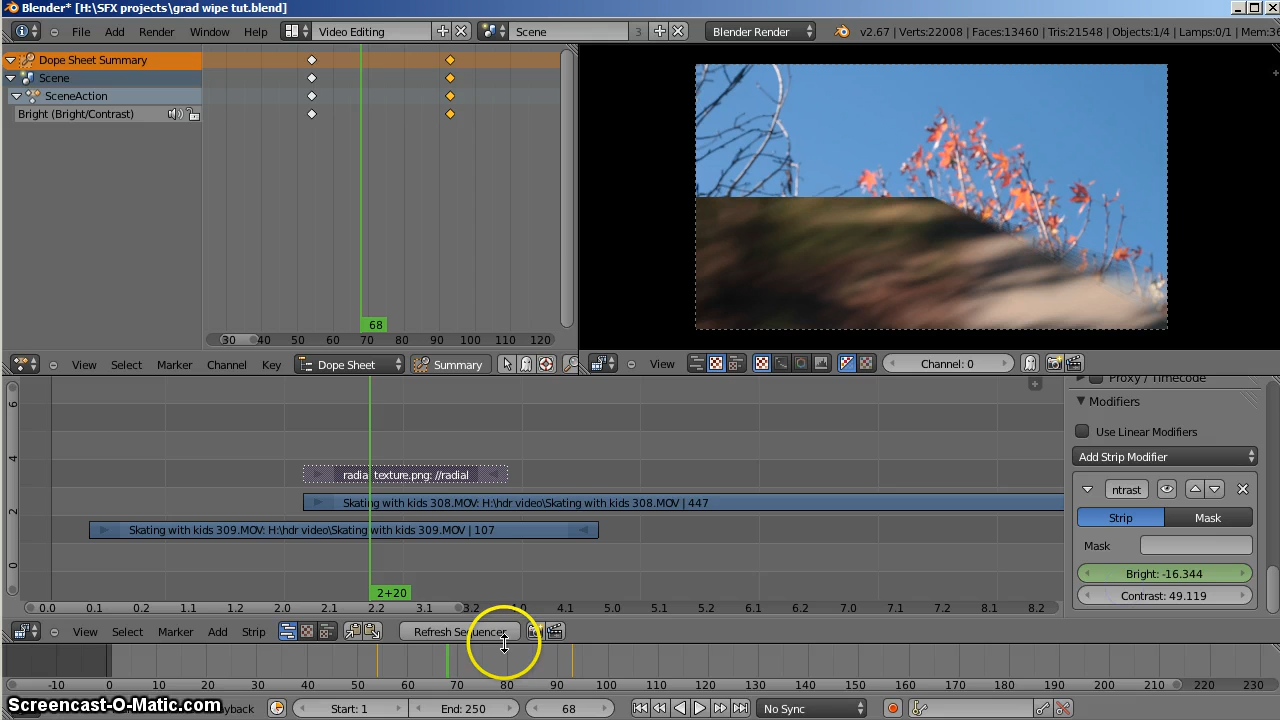 Blender* [H:\SFX projects\grad wipe tut.blend]
File Add Render Window Help Video Editing Scene 3 Blender Render v2.67 | Verts:22008 | Faces:13460 | Tris:21548 | Objects:1/4 | Lamps:0/1 |
Dope Sheet Summary
Scene
SceneAction
Bright (Bright/Contrast)
68
30 40 50 60 70 80 90 100 110 120
View Select Marker Channel Key Dope Sheet Summary
View Channel: 0
6
4
2
0
radial texture.png: //radial
Skating with kids 308.MOV: H:\hdr video\Skating with kids 308.MOV | 447
Skating with kids 309.MOV: H:\hdr video\Skating with kids 309.MOV | 107
2+20
0.0 0.1 0.2 1.1 1.2 2.0 2.1 2.2 3.1 3.2 4.0 4.1 5.0 5.1 5.2 6.1 6.2 7.0 7.1 8.1 8.2
Proxy / Timecode
Modifiers
Use Linear Modifiers
Add Strip Modifier
ntrast
Strip Mask
Mask
Bright: -16.344
Contrast: 49.119
View Select Marker Add Strip Refresh Sequencer
-10 0 10 20 30 40 50 60 70 80 90 100 110 120 130 140 150 160 170 180 190 200 210 220 230
Screencast-O-Matic.com
yback Start: 1 End: 250 68 No Sync